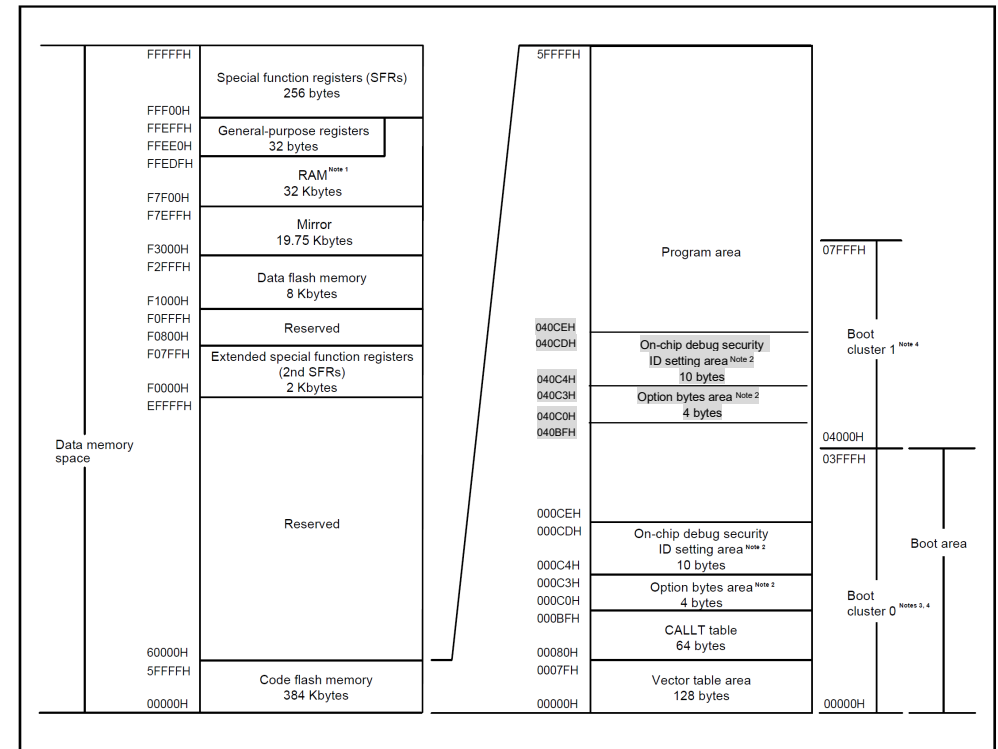 FFFFFH
Special function registers (SFRs)
256 bytes
FFF00H
FFEFFH
General-purpose registers
32 bytes
FFEE0H
FFEDFH
RAM Note 1
32 Kbytes
F7F00H
F7EFFH
Mirror
19.75 Kbytes
F3000H
F2FFFH
Data flash memory
8 Kbytes
F1000H
F0FFFH
Reserved
F0800H
F07FFH
Extended special function registers
(2nd SFRs)
2 Kbytes
F0000H
EFFFFH
Data memory
space
Reserved
60000H
5FFFFH
Code flash memory
384 Kbytes
00000H
5FFFFH
Program area
040CEH
040CDH
On-chip debug security
ID setting area Note 2
10 bytes
040C4H
040C3H
Option bytes area Note 2
4 bytes
040C0H
040BFH
000CEH
000CDH
On-chip debug security
ID setting area Note 2
10 bytes
000C4H
000C3H
Option bytes area Note 2
4 bytes
000C0H
000BFH
CALLT table
64 bytes
00080H
0007FH
Vector table area
128 bytes
00000H
07FFFH
Boot
cluster 1 Note 4
04000H
03FFFH
Boot area
Boot
cluster 0 Notes 3, 4
00000H